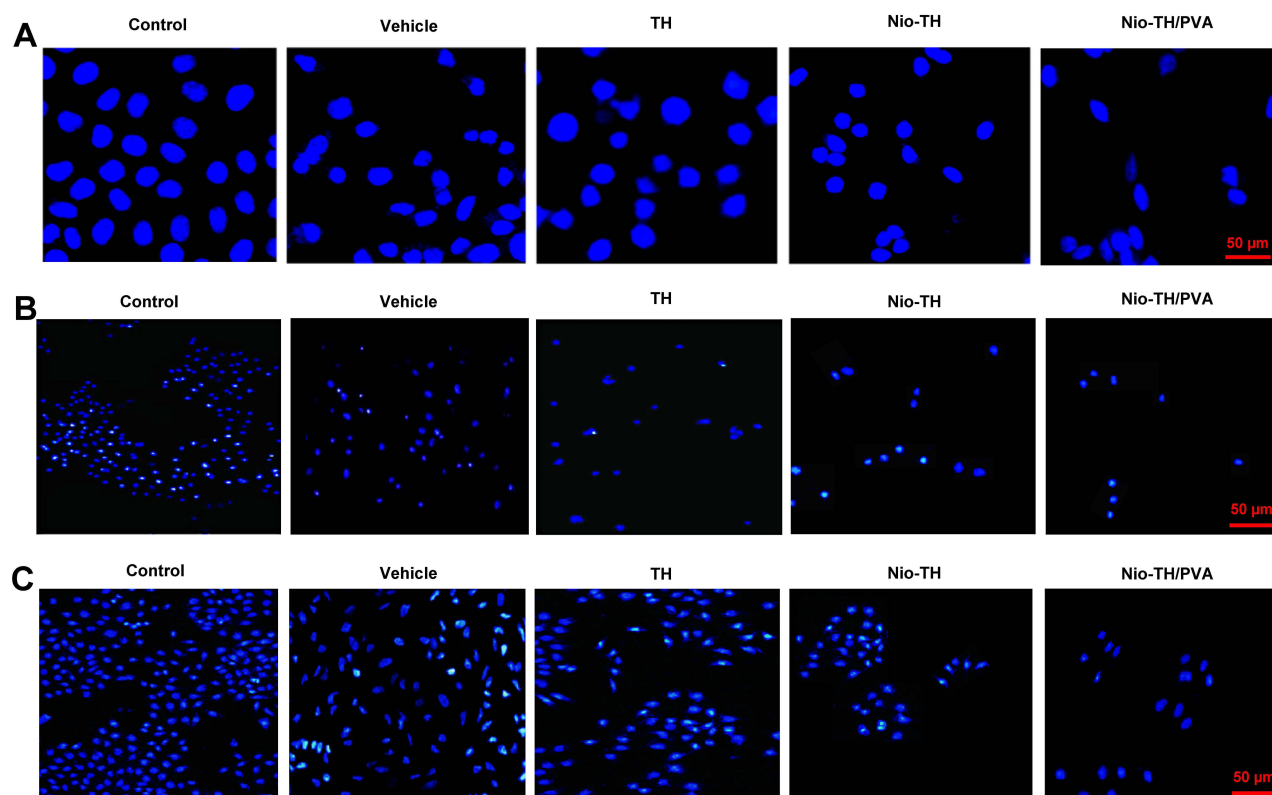 A
Control
Vehicle
TH
Nio-TH
Nio-TH/PVA
50 µm
B
Control
Vehicle
TH
Nio-TH
Nio-TH/PVA
50 µm
C
Control
Vehicle
TH
Nio-TH
Nio-TH/PVA
50 µm